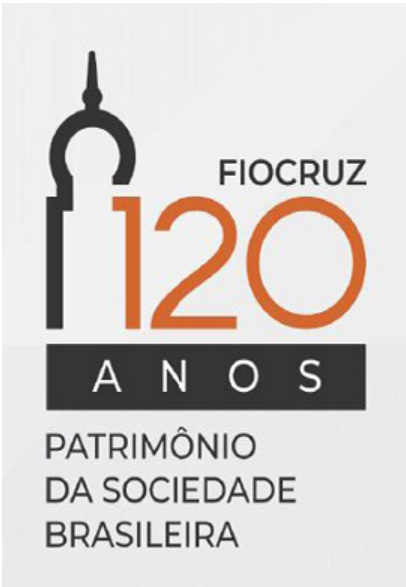 FIOCRUZ
120
ANOS
PATRIMÔNIO
DA SOCIEDADE
BRASILEIRA